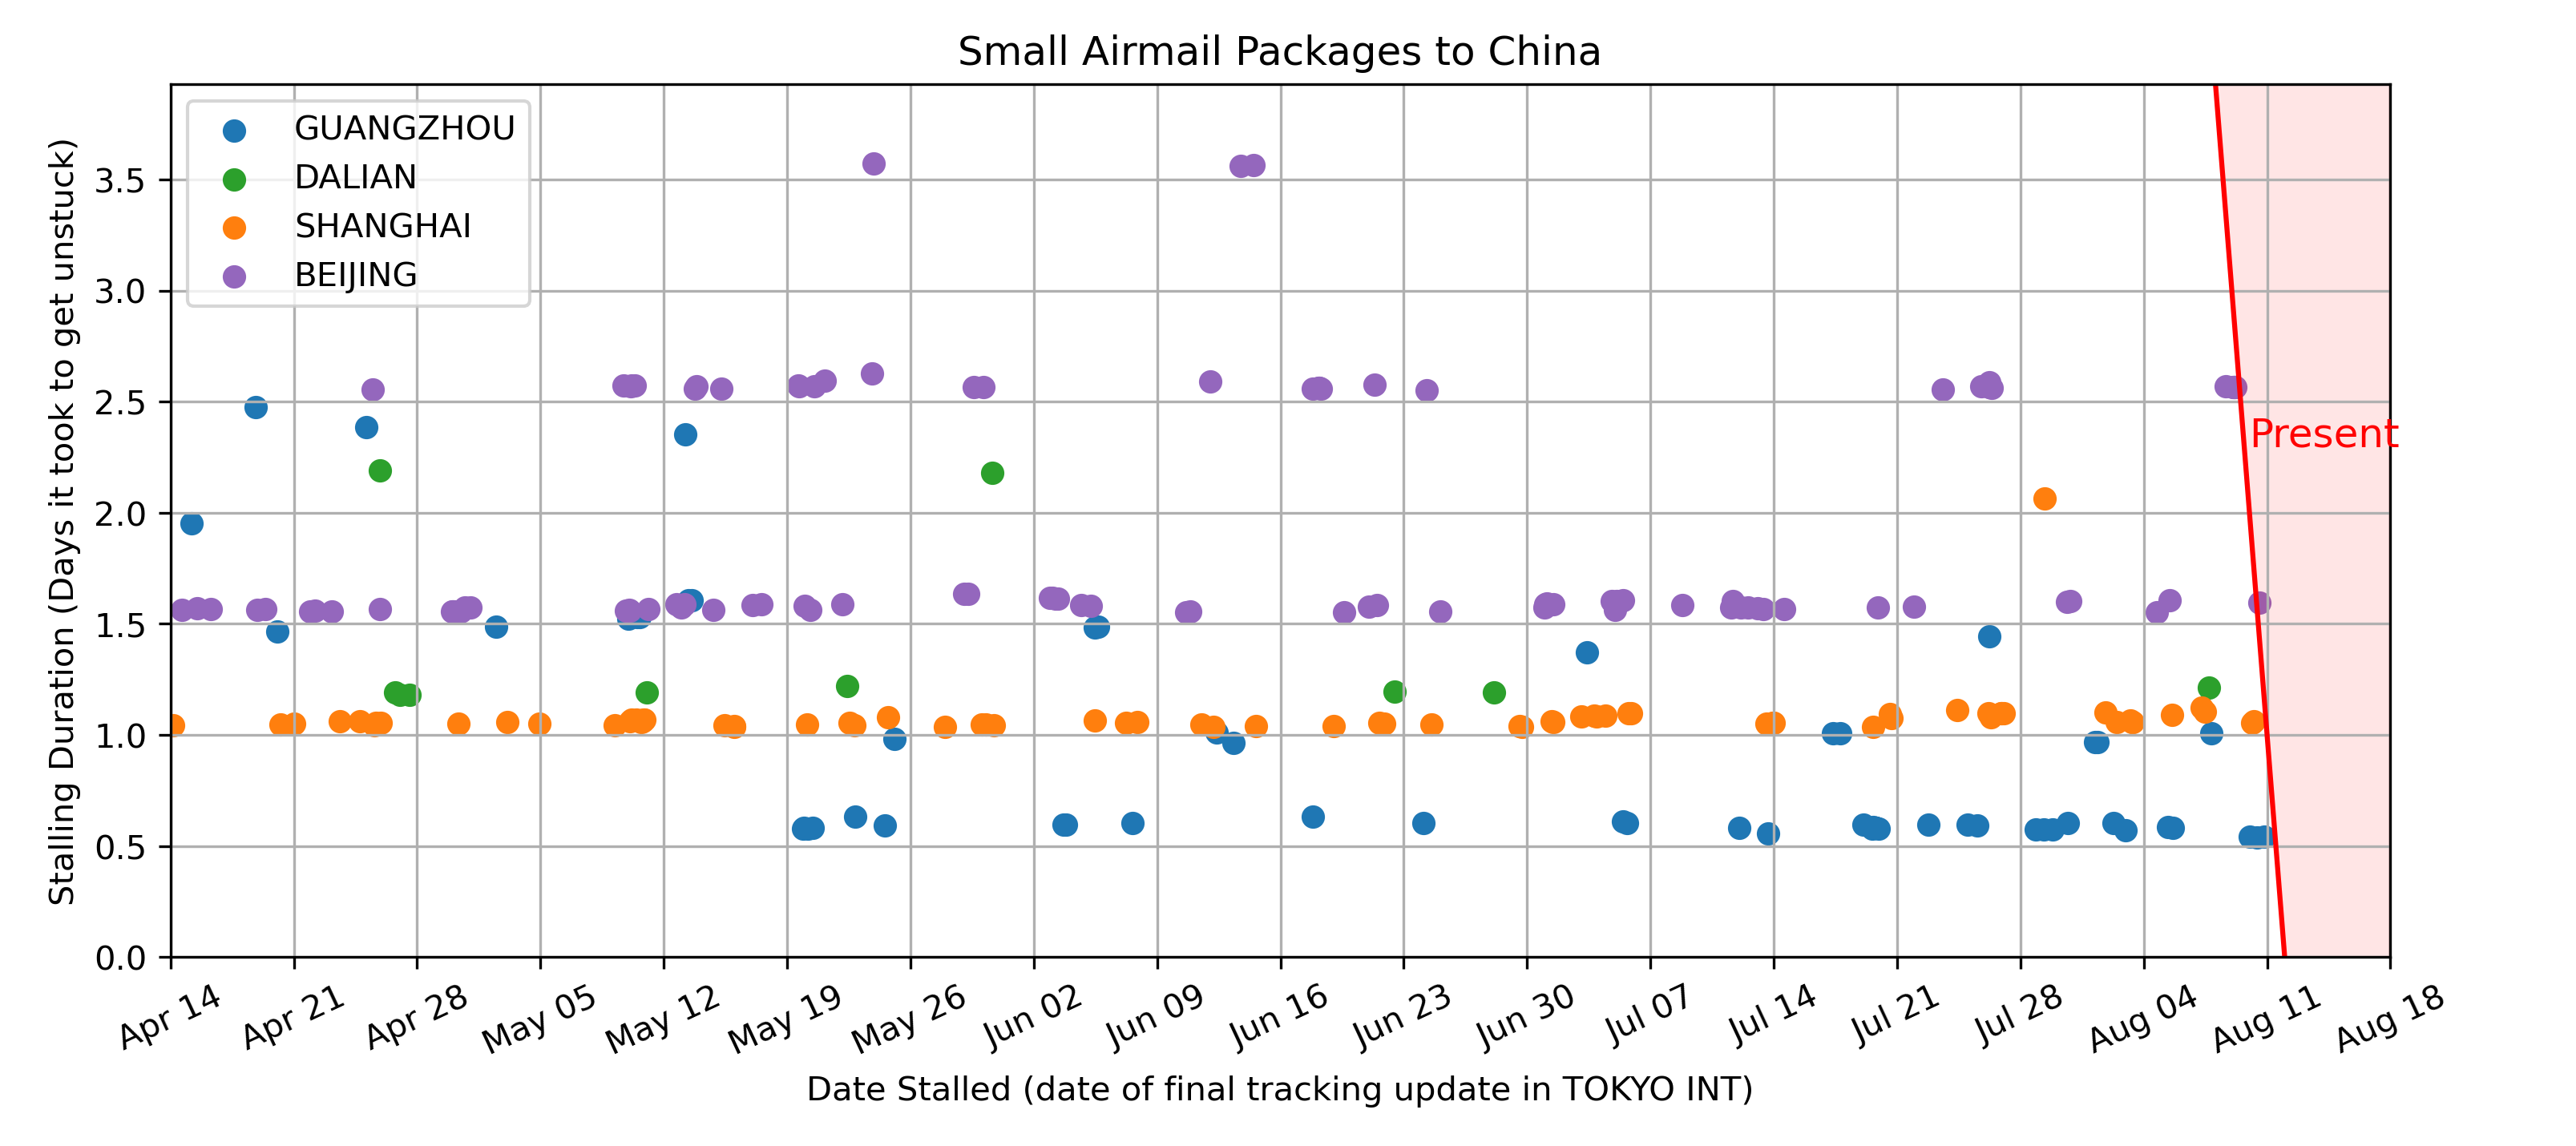 Small Airmail Packages to China
GUANGZHOU
DALIAN
SHANGHAI
BEIJING
Stalling Duration (Days it took to get unstuck)
3.5
3.0
2.5
2.0
1.5
1.0
0.5
0.0
Present
Apr 14
Apr 21
Apr 28
May 05
May 12
May 19
May 26
Jun 02
Jun 09
Jun 16
Jun 23
Jun 30
Jul 07
Jul 14
Jul 21
Jul 28
Aug 04
Aug 11
Aug 18
Date Stalled (date of final tracking update in TOKYO INT)